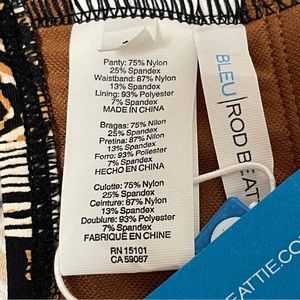 Panty: 75% Nylon
25% Spandex
Waistband: 87% Nylon
13% Spandex
Lining: 93% Polyester
7% Spandex
MADE IN CHINA
Bragas: 75% Nilon
25% Spandex
Pretina: 87% Nilon
13% Spandex
Forro: 93% Poliester
7% Spandex
HECHO EN CHINA
Culotte: 75% Nylon
25% Spandex
Ceinture: 87% Nylon
13% Spandex
Doublure: 93% Polyester
7% Spandex
FABRIQUÉ EN CHINE
RN 15101
CA 59087
BLEU | ROD BEATTIE
EATTIE.CO